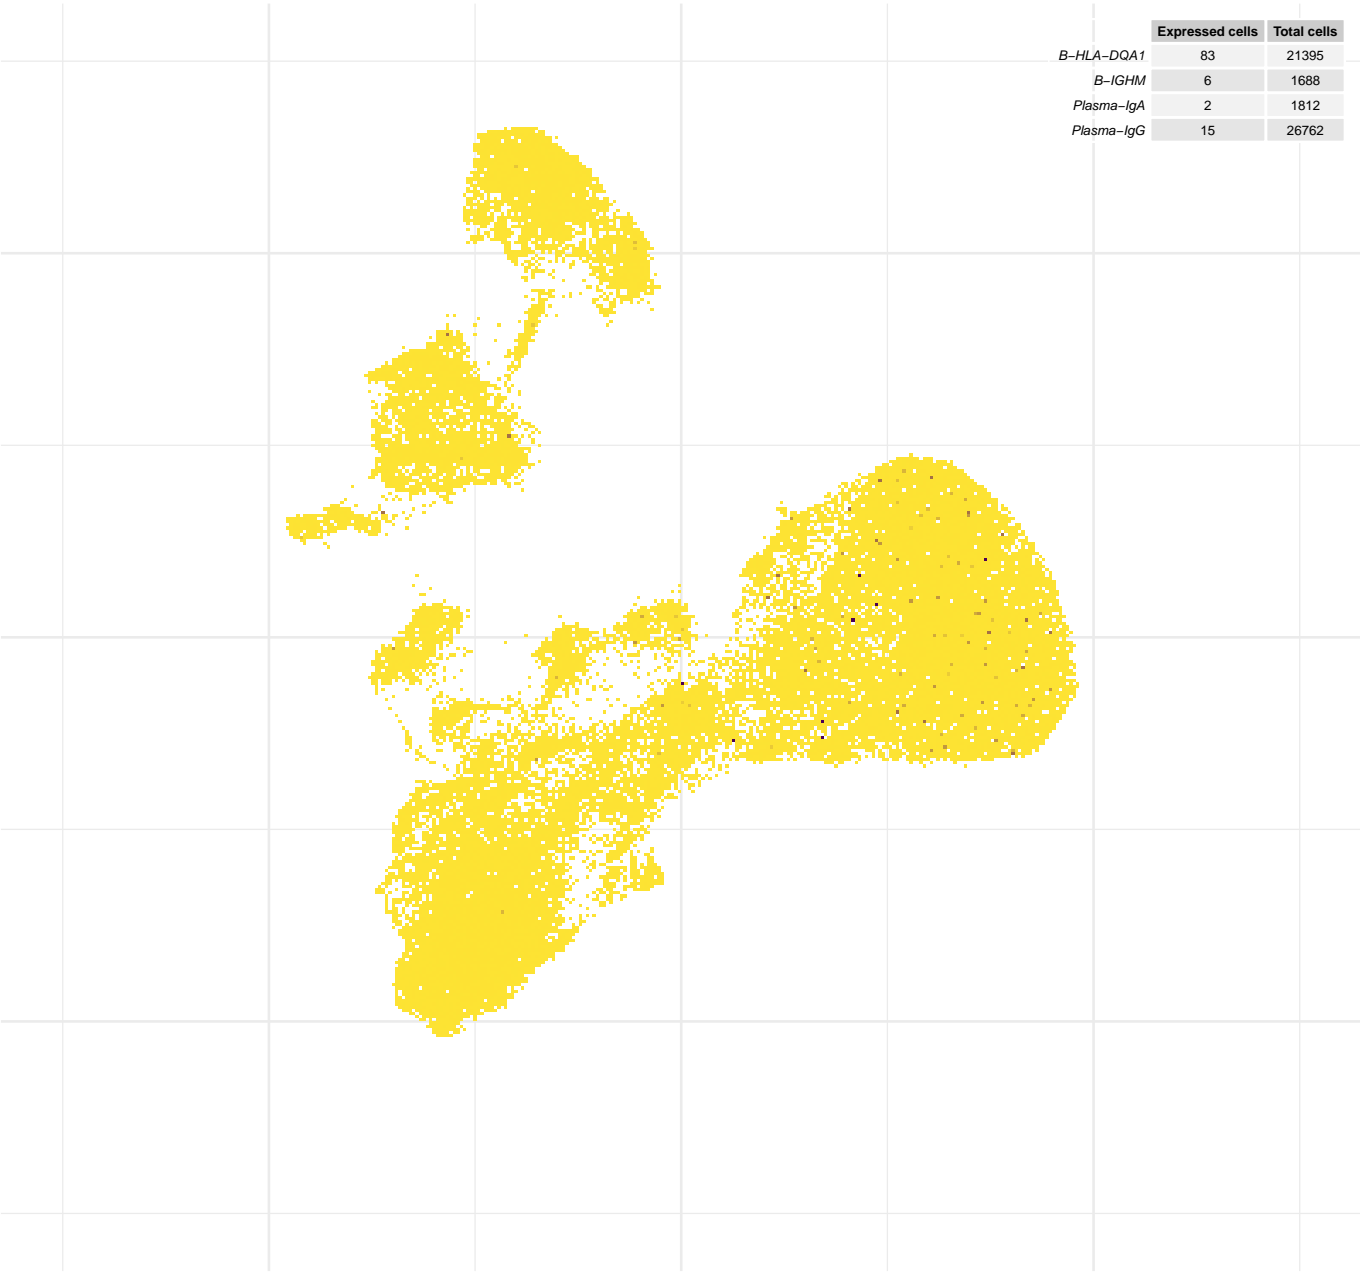 Expressed cells Total cells
B−HLA−DQA1 83 21395
B−IGHM 6 1688
Plasma−IgA 2 1812
Plasma−IgG 15 26762